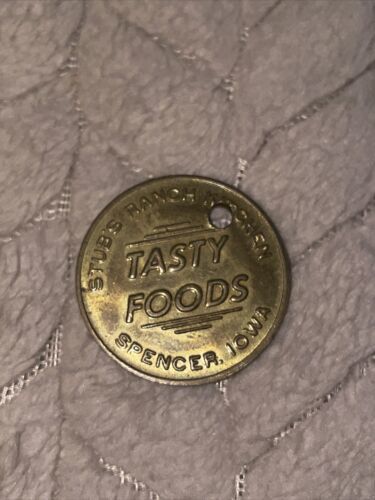 STUB'S RANCH KITCHEN
TASTY
FOODS
SPENCER, IOWA